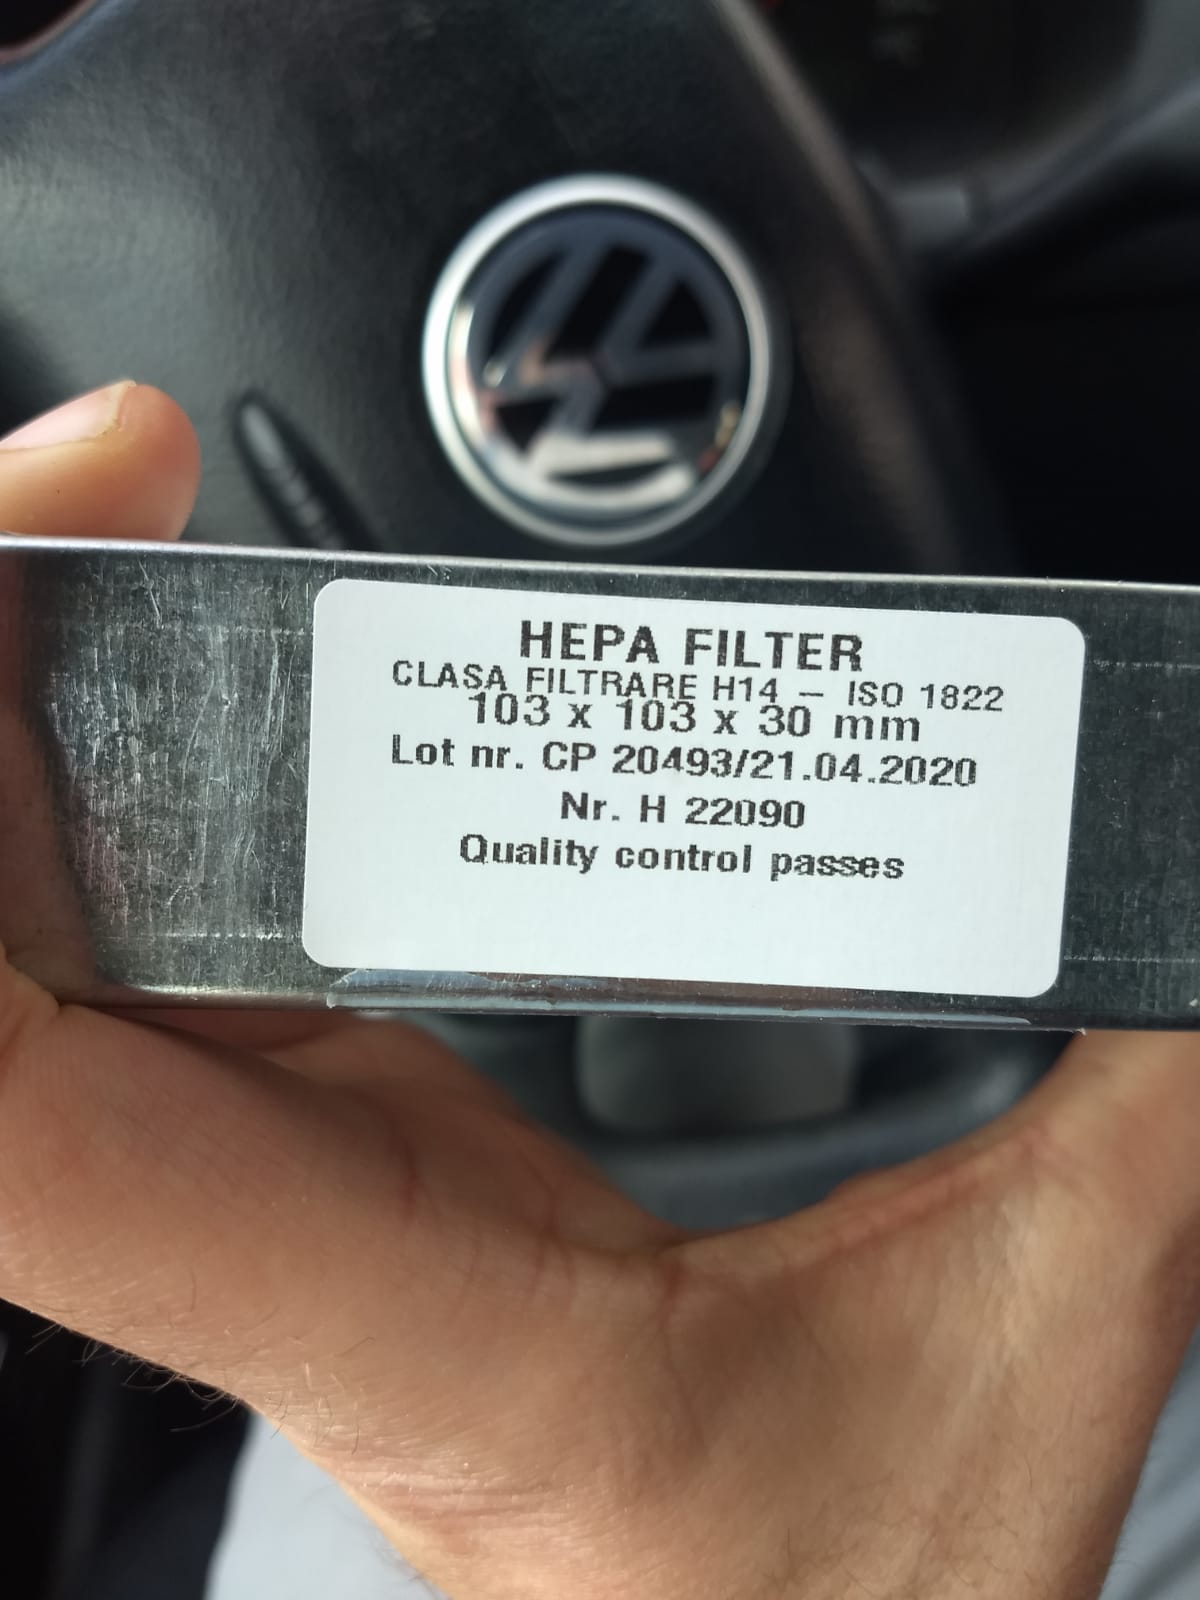 HEPA FILTER
CLASA FILTRARE H14 – ISO 1822
103 x 103 x 30 mm
Lot nr. CP 20493/21.04.2020
Nr. H 22090
Quality control passes